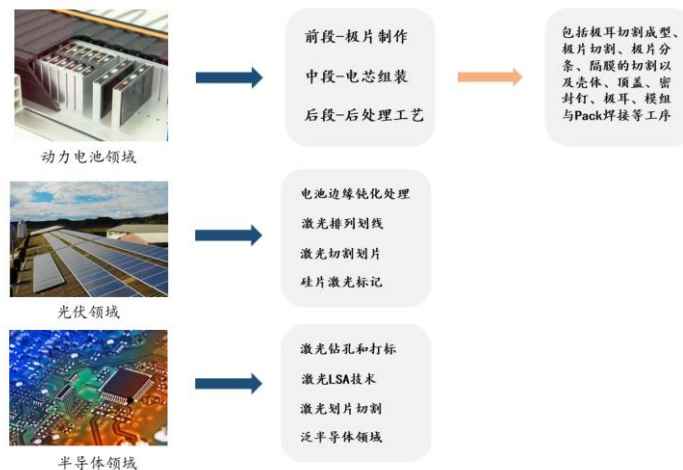 前段-极片制作
中段-电芯组装
后段-后处理工艺
包括极耳切割成型、
极片切割、极片分
条、隔膜的切割以
及壳体、顶盖、密
封钉、极耳、模组
与Pack焊接等工序
动力电池领域
电池边缘钝化处理
激光排列划线
激光切割划片
硅片激光标记
光伏领域
激光钻孔和打标
激光LSA技术
激光划片切割
泛半导体领域
半导体领域